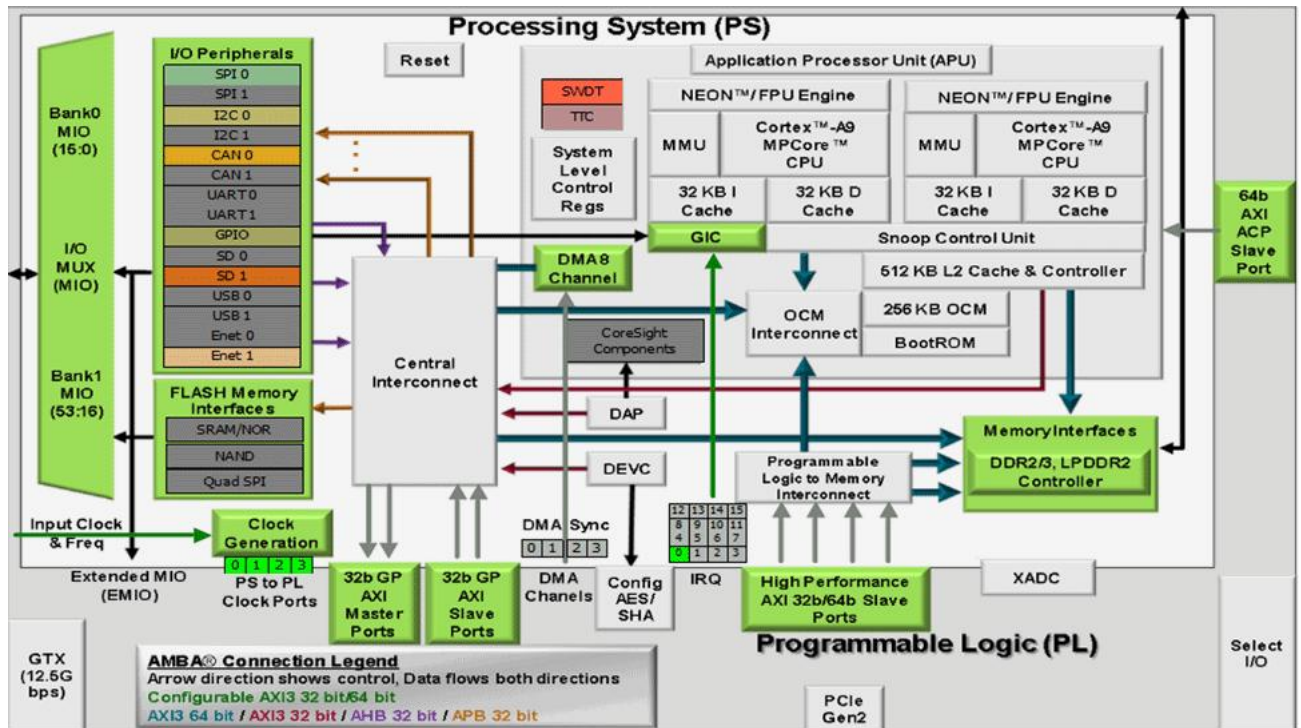 Processing System (PS)
I/O Peripherals
SPI 0
SPI 1
I2C 0
I2C 1
CAN 0
CAN 1
UART 0
UART 1
GPIO
SD 0
SD 1
USB 0
USB 1
Enet 0
Enet 1
Bank0
MIO
(15:0)
I/O
MUX
(MIO)
Bank1
MIO
(53:16)
FLASH Memory
Interfaces
SRAM/NOR
NAND
Quad SPI
Reset
Application Processor Unit (APU)
SWDT
TTC
System
Level
Control
Regs
NEON™/FPU Engine
MMU
Cortex™-A9
MPCore™
CPU
32 KB I
Cache
32 KB D
Cache
NEON™/FPU Engine
MMU
Cortex™-A9
MPCore™
CPU
32 KB I
Cache
32 KB D
Cache
GIC
Snoop Control Unit
DMA8
Channel
512 KB L2 Cache & Controller
OCM
Interconnect
256 KB OCM
BootROM
CoreSight
Components
Central
Interconnect
DAP
DEVC
Programmable
Logic to Memory
Interconnect
Memory Interfaces
DDR2/3, LPDDR2
Controller
64b
AXI
ACP
Slave
Port
Input Clock
& Freq
Clock
Generation
0 1 2 3
PS to PL
Clock Ports
Extended MIO
(EMIO)
32b GP
AXI
Master
Ports
32b GP
AXI
Slave
Ports
DMA Sync
0 1 2 3
DMA
Channels
Config
AES/
SHA
12 13 14 15
8 9 10 11
4 5 6 7
0 1 2 3
IRQ
High Performance
AXI 32b/64b Slave
Ports
XADC
Programmable Logic (PL)
GTX
(12.5G
bps)
AMBA® Connection Legend
Arrow direction shows control, Data flows both directions
Configurable AXI3 32 bit/64 bit
AXI3 64 bit / AXI3 32 bit / AHB 32 bit / APB 32 bit
PCIe
Gen2
Select
I/O